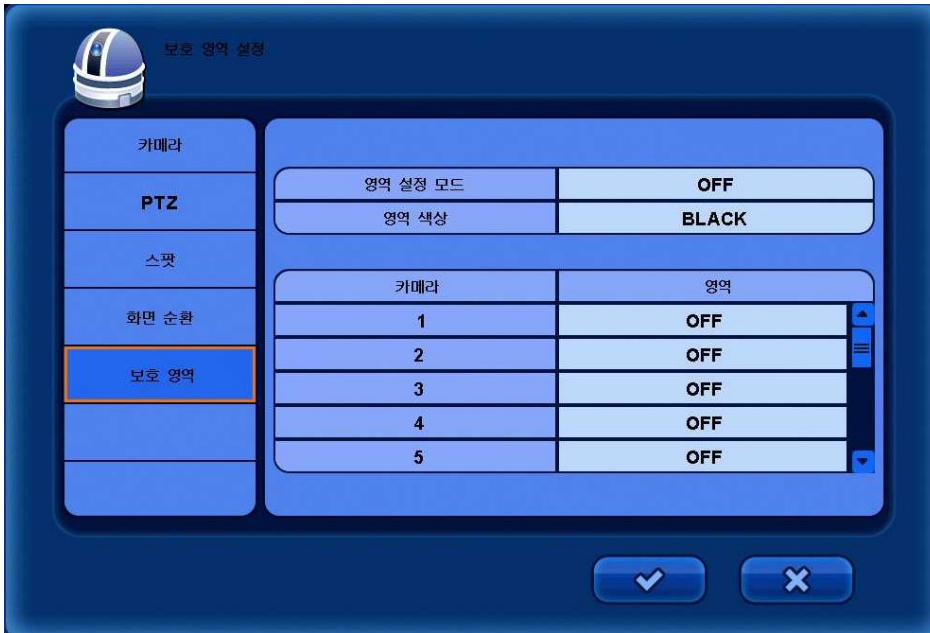 보호 영역 설정
카메라
PTZ
스팟
화면 순환
보호 영역
영역 설정 모드 OFF
영역 색상 BLACK
카메라 영역
1 OFF
2 OFF
3 OFF
4 OFF
5 OFF